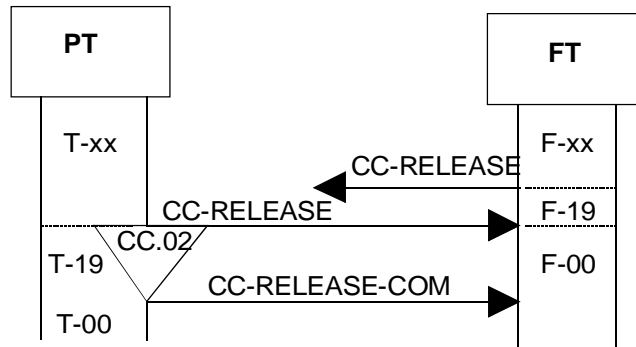 PT
FT
T-xx
F-xx
CC-RELEASE
CC-RELEASE
F-19
CC.02
T-19
F-00
CC-RELEASE-COM
T-00